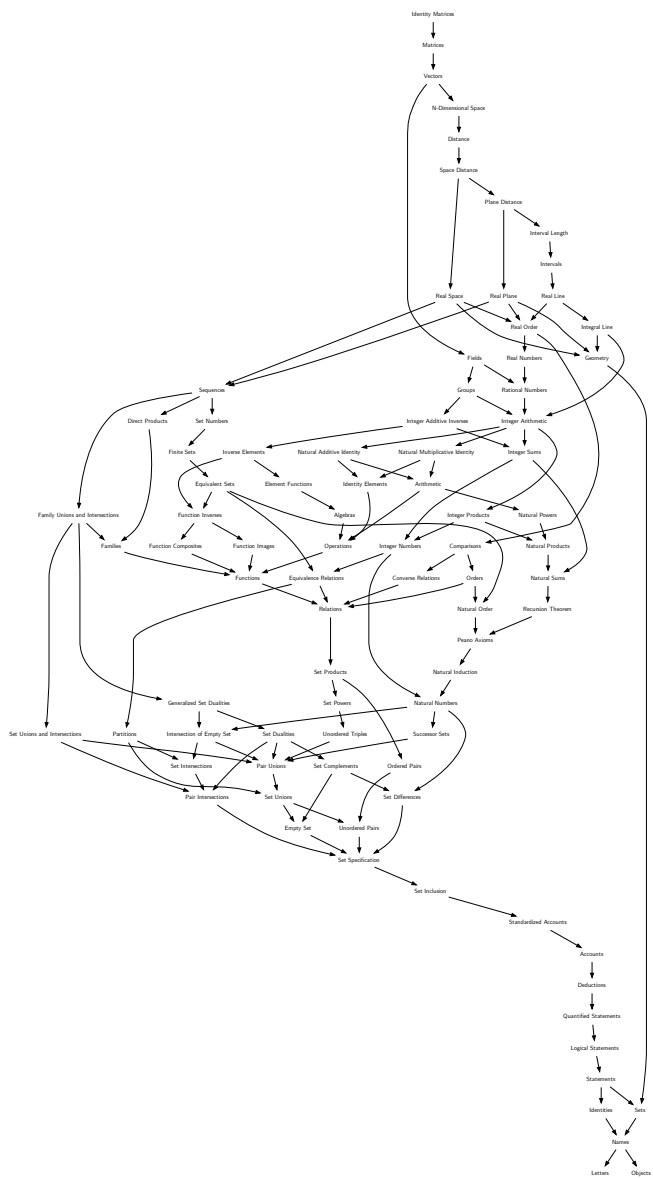 Identity Matrices
Matrices
Vectors
N-Dimensional Space
Distance
Space Distance
Plane Distance
Interval Length
Intervals
Real Space
Real Plane
Real Line
Real Order
Integral Line
Fields
Real Numbers
Geometry
Sequences
Groups
Rational Numbers
Direct Products
Set Numbers
Integer Additive Inverses
Integer Arithmetic
Finite Sets
Inverse Elements
Natural Additive Identity
Natural Multiplicative Identity
Integer Sums
Equivalent Sets
Element Functions
Identity Elements
Arithmetic
Family Unions and Intersections
Function Inverses
Algebras
Integer Products
Natural Powers
Families
Function Composites
Function Images
Operations
Integer Numbers
Comparisons
Natural Products
Functions
Equivalence Relations
Converse Relations
Orders
Natural Sums
Relations
Natural Order
Recursion Theorem
Peano Axioms
Set Products
Natural Induction
Generalized Set Dualities
Set Powers
Natural Numbers
Set Unions and Intersections
Partitions
Intersection of Empty Set
Set Dualities
Unordered Triples
Successor Sets
Set Intersections
Pair Unions
Set Complements
Ordered Pairs
Pair Intersections
Set Unions
Set Differences
Empty Set
Unordered Pairs
Set Specification
Set Inclusion
Standardized Accounts
Accounts
Deductions
Quantified Statements
Logical Statements
Statements
Identities
Sets
Names
Letters
Objects